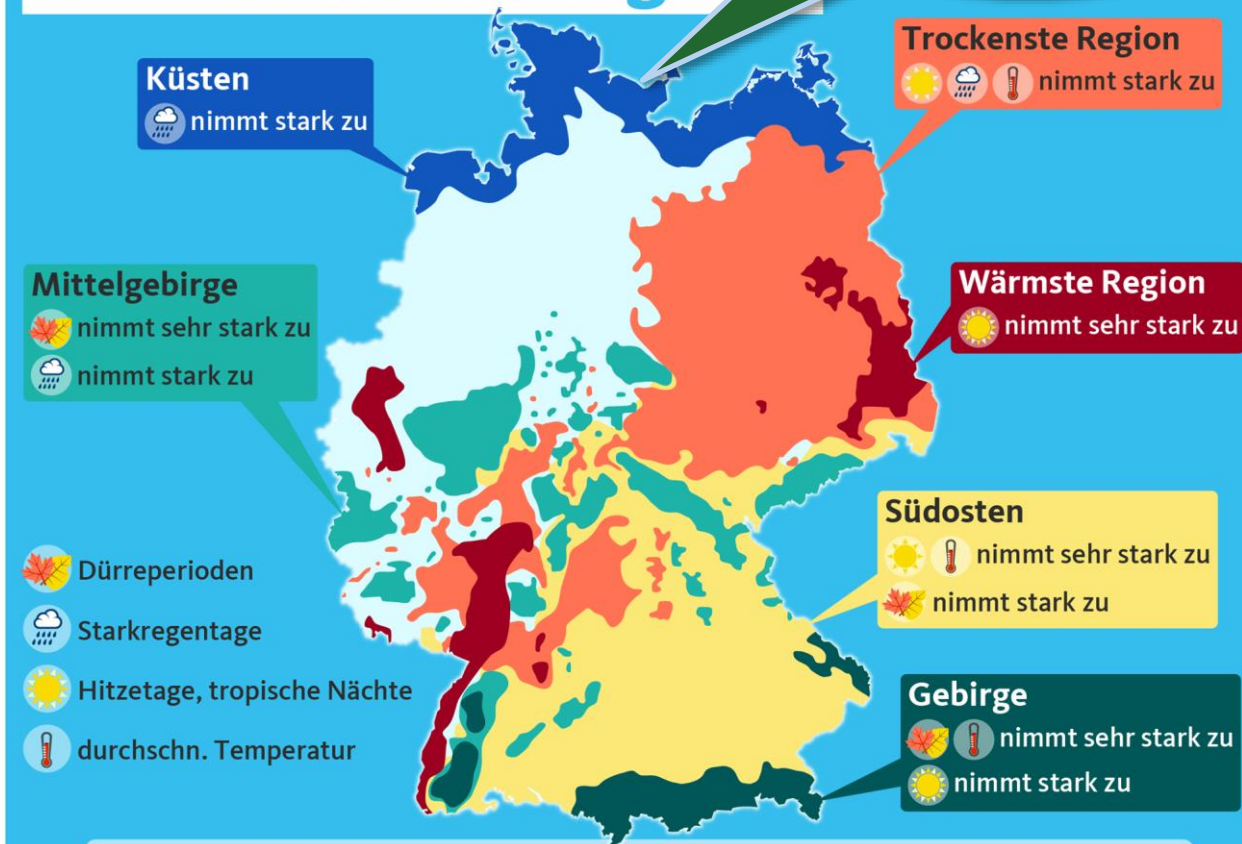 Trockenste Region
nimmt stark zu
Küsten
nimmt stark zu
Mittelgebirge
nimmt sehr stark zu
nimmt stark zu
Wärmste Region
nimmt sehr stark zu
Südosten
nimmt sehr stark zu
nimmt stark zu
Dürreperioden
Starkregentage
Hitzetage, tropische Nächte
durchschn. Temperatur
Gebirge
nimmt sehr stark zu
nimmt stark zu